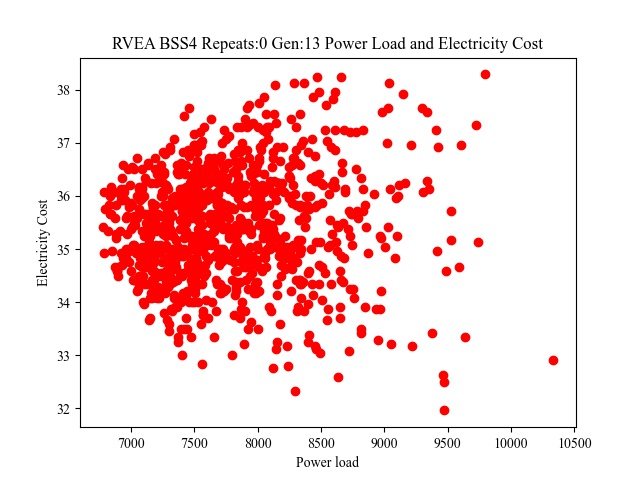 RVEA BSS4 Repeats:0 Gen:13 Power Load and Electricity Cost
38
37
36
35
34
33
32
Electricity Cost
7000 7500 8000 8500 9000 9500 10000 10500
Power load